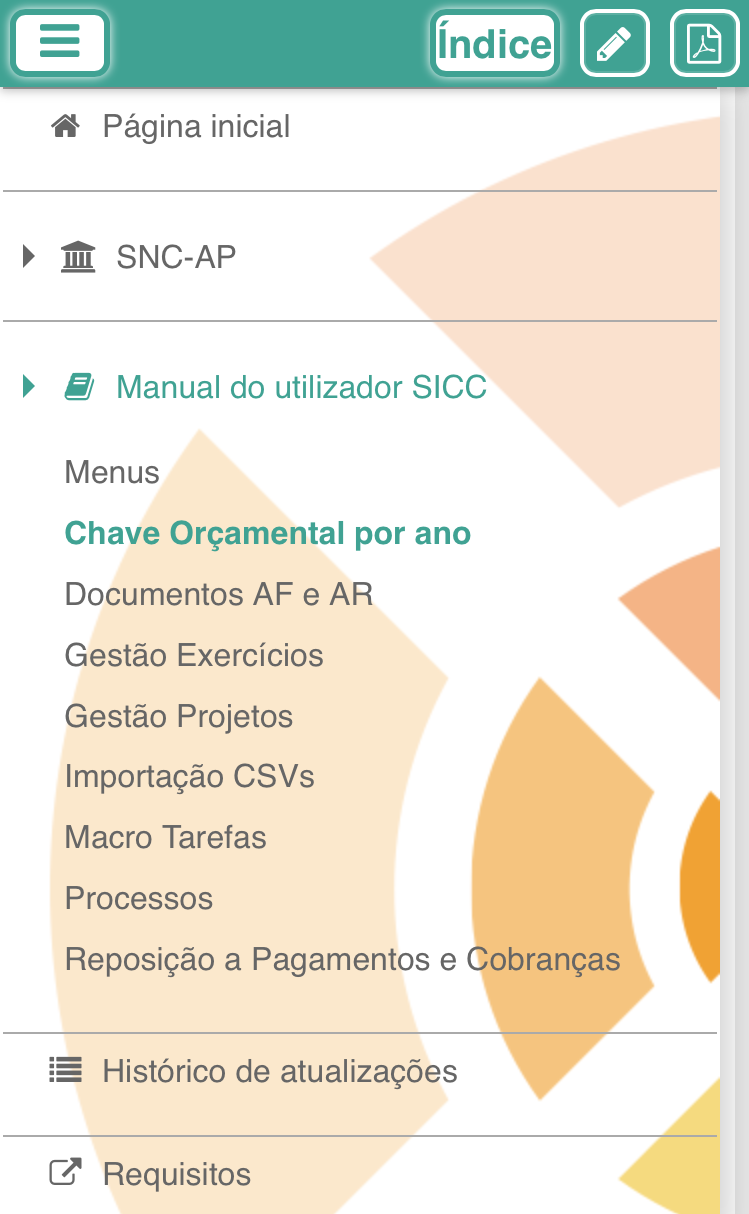 Índice
Página inicial
SNC-AP
Manual do utilizador SICC
Menus
Chave Orçamental por ano
Documentos AF e AR
Gestão Exercícios
Gestão Projetos
Importação CSVs
Macro Tarefas
Processos
Reposição a Pagamentos e Cobranças
Histórico de atualizações
Requisitos